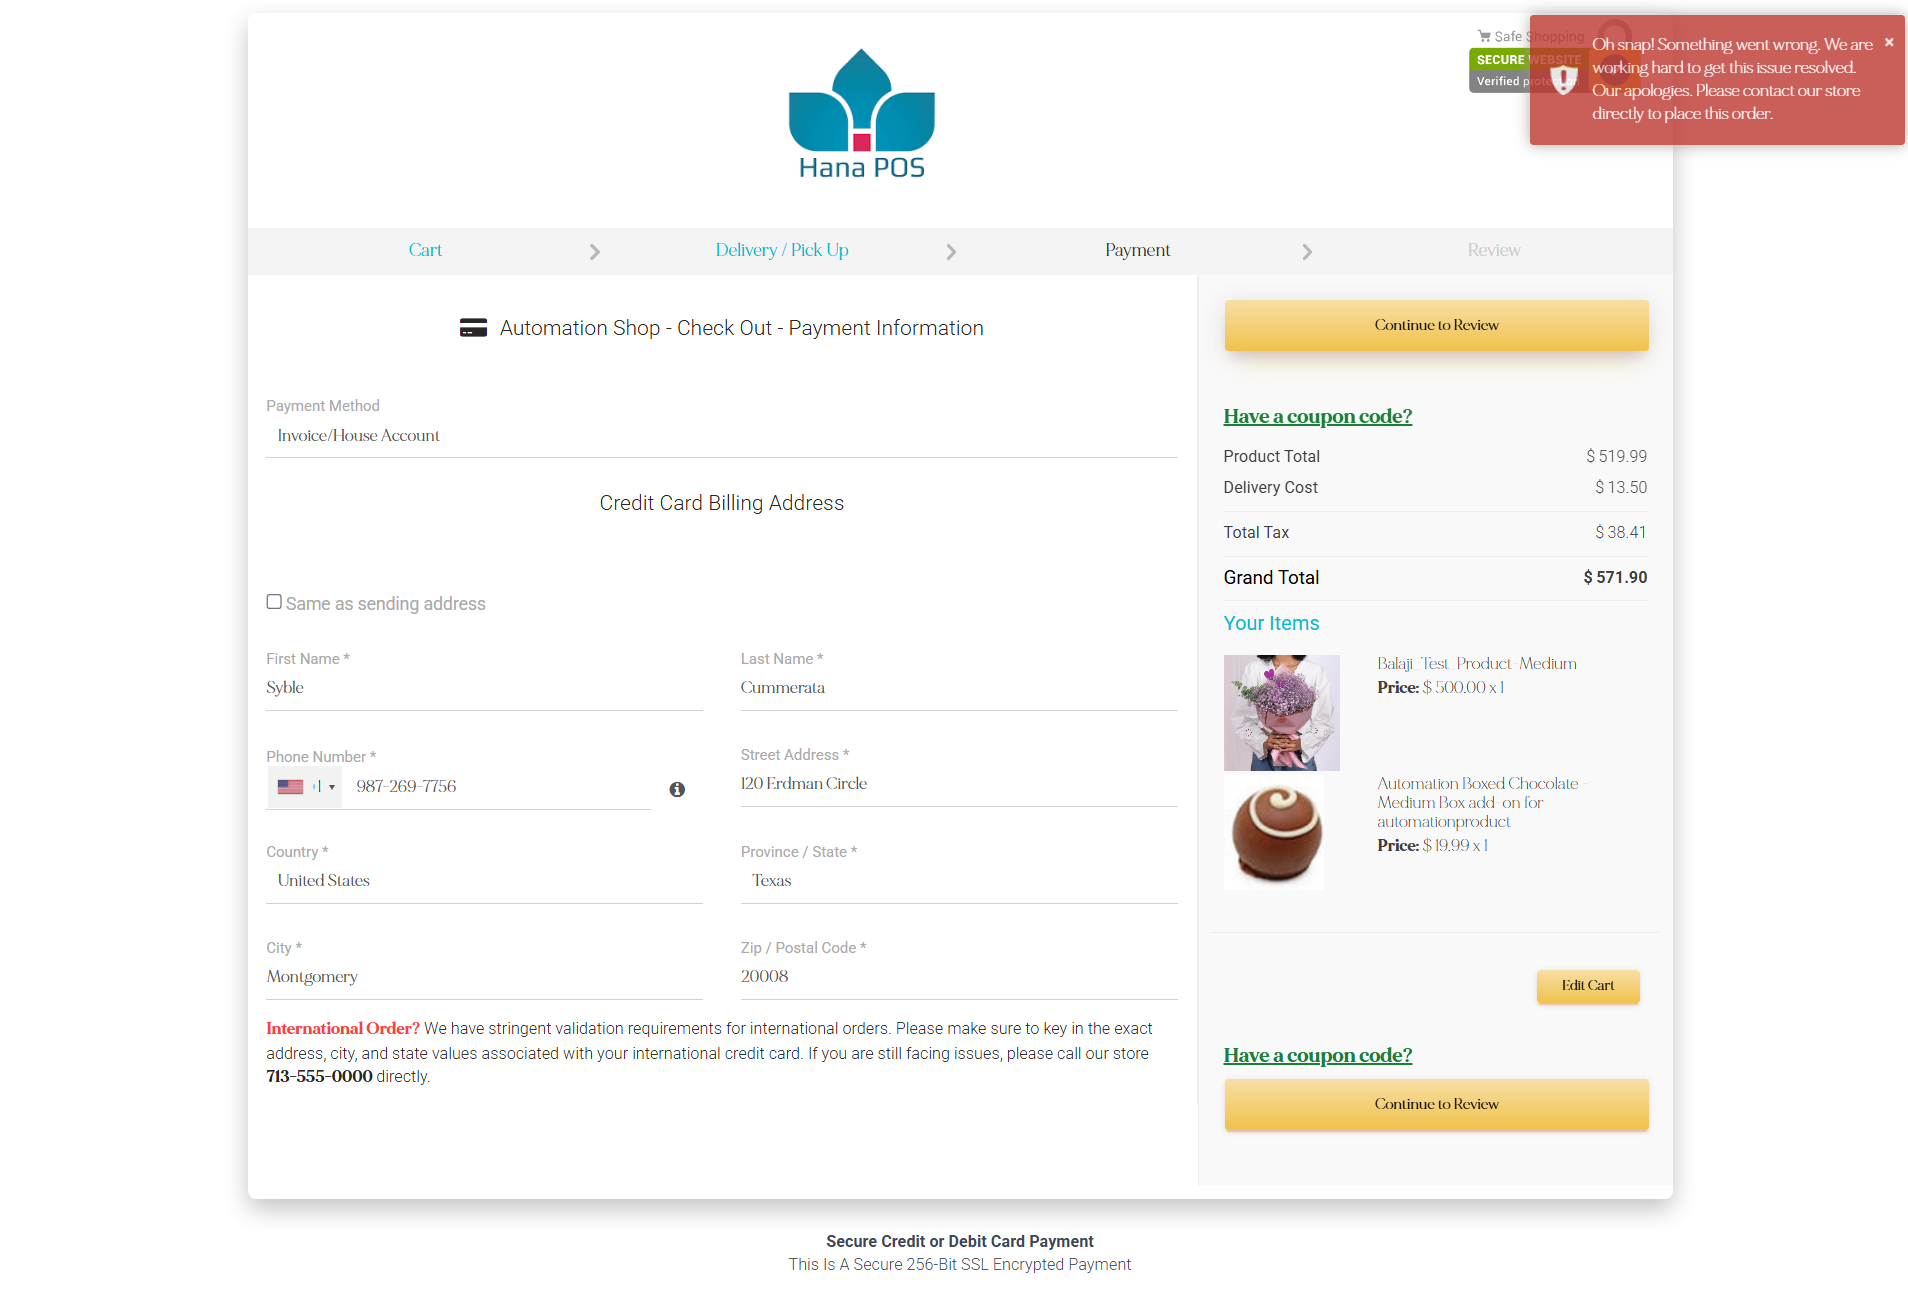 Safe Shopping
SECURE WEBSITE
Verified protection
Oh snap! Something went wrong. We are
working hard to get this issue resolved.
Our apologies. Please contact our store
directly to place this order.
×
Hana POS
Cart
Delivery / Pick Up
Payment
Review
Automation Shop - Check Out - Payment Information
Payment Method
Invoice/House Account
Credit Card Billing Address
Same as sending address
First Name *
Syble
Last Name *
Cummerata
Phone Number *
+1
987-269-7756
Street Address *
120 Erdman Circle
Country *
United States
Province / State *
Texas
City *
Montgomery
Zip / Postal Code *
20008
International Order? We have stringent validation requirements for international orders. Please make sure to key in the exact
address, city, and state values associated with your international credit card. If you are still facing issues, please call our store
713-555-0000 directly.
Continue to Review
Have a coupon code?
Product Total $ 519.99
Delivery Cost $ 13.50
Total Tax $ 38.41
Grand Total $ 571.90
Your Items
Balaji_Test_Product-Medium
Price: $ 500.00 x 1
Automation Boxed Chocolate -
Medium Box add-on for
automationproduct
Price: $ 19.99 x 1
Edit Cart
Have a coupon code?
Continue to Review
Secure Credit or Debit Card Payment
This Is A Secure 256-Bit SSL Encrypted Payment